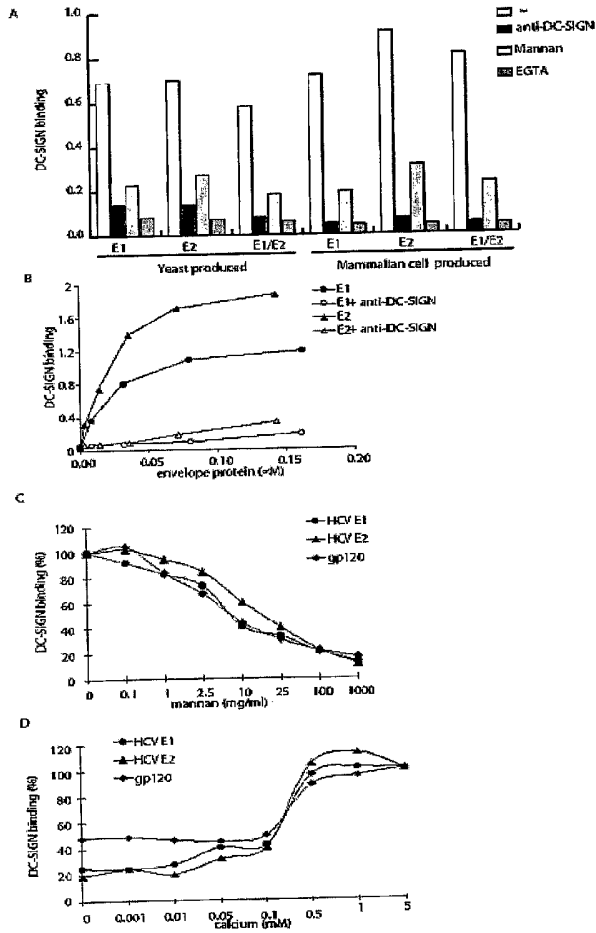 A
–
anti-DC-SIGN
Mannan
EGTA
DC-SIGN binding
1.0
0.8
0.6
0.4
0.2
0.0
E1 E2 E1/E2 E1 E2 E1/E2
Yeast produced Mammalian cell produced
B
E1
E1+ anti-DC-SIGN
E2
E2+ anti-DC-SIGN
DC-SIGN binding
2
1.6
1.2
0.8
0.4
0
0.00 0.05 0.10 0.15 0.20
envelope protein (=M)
C
HCV E1
HCV E2
gp120
DC-SIGN binding (%)
120
100
80
60
40
20
0
0 0.1 1 2.5 10 25 100 1000
mannan (mg/ml)
D
HCV E1
HCV E2
gp120
DC-SIGN binding (%)
120
100
80
60
40
20
0
0 0.001 0.01 0.05 0.1 0.5 1 5
calcium (mM)